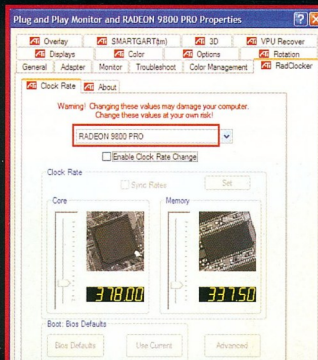 Plug and Play Monitor and RADEON 9800 PRO Properties
Overlay SMARTGART(tm) 3D VPU Recover
Displays Color Options Rotation
General Adapter Monitor Troubleshoot Color Management RadClocker
Clock Rate About
Warning! Changing these values may damage your computer.
Change these values at your own risk!
RADEON 9800 PRO
Enable Clock Rate Change
Clock Rate
Sync Rates Set
Core Memory
378.00 337.50
Boot: Bios Defaults
Bios Defaults Use Current Advanced